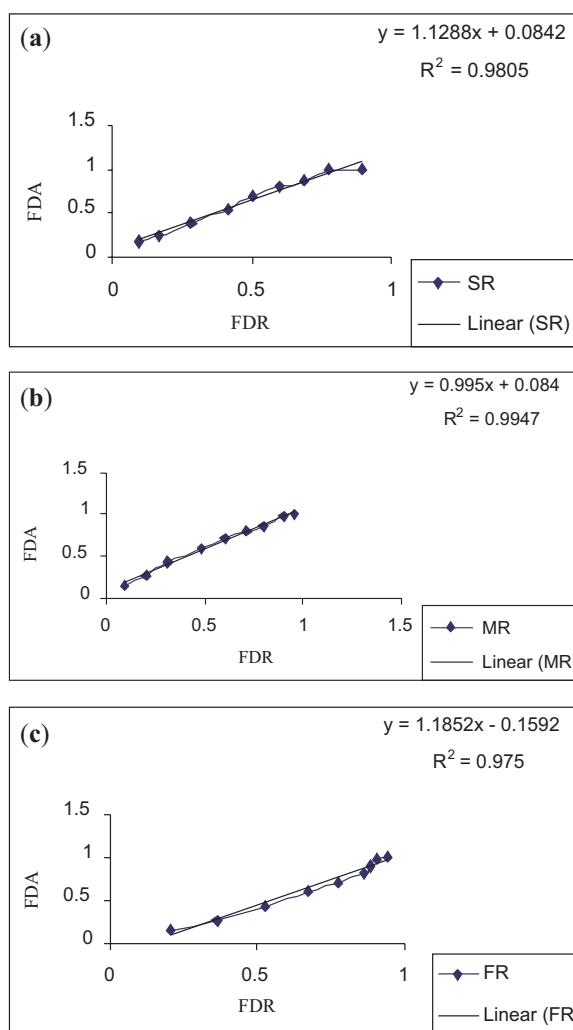 (a)
y = 1.1288x + 0.0842
R² = 0.9805
1.5
1
0.5
0
FDA
0
0.5
1
FDR
SR
Linear (SR)
(b)
y = 0.995x + 0.084
R² = 0.9947
1.5
1
0.5
0
FDA
0
0.5
1
1.5
FDR
MR
Linear (MR
(c)
y = 1.1852x - 0.1592
R² = 0.975
1.5
1
0.5
0
FDA
0
0.5
1
FDR
FR
Linear (FR